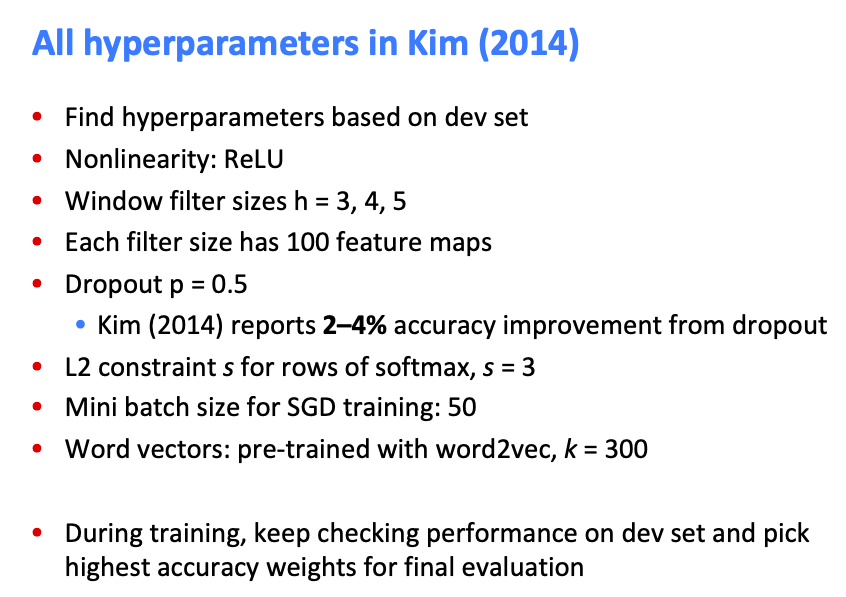 All hyperparameters in Kim (2014)
• Find hyperparameters based on dev set
• Nonlinearity: ReLU
• Window filter sizes h = 3, 4, 5
• Each filter size has 100 feature maps
• Dropout p = 0.5
• Kim (2014) reports 2–4% accuracy improvement from dropout
• L2 constraint s for rows of softmax, s = 3
• Mini batch size for SGD training: 50
• Word vectors: pre-trained with word2vec, k = 300
• During training, keep checking performance on dev set and pick
highest accuracy weights for final evaluation